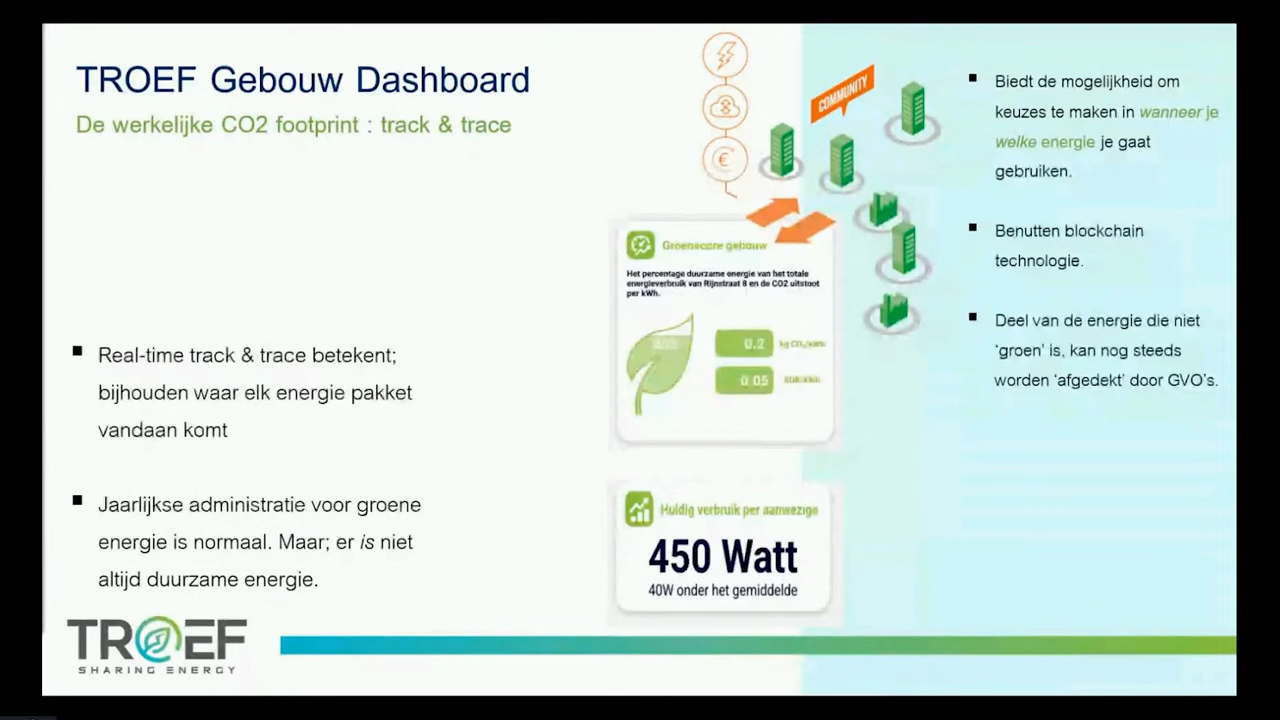 TROEF Gebouw Dashboard
De werkelijke CO2 footprint : track & trace
Real-time track & trace betekent;
bijhouden waar elk energie pakket
vandaan komt
Jaarlijkse administratie voor groene
energie is normaal. Maar; er is niet
altijd duurzame energie.
TROEF
SHARING ENERGY
COMMUNITY
Groenscore gebouw
Het percentage duurzame energie van het totale
energieverbruik van Rijnstraat 8 en de CO2 uitstoot
per kWh.
0.2
0.05
Huidig verbruik per aanwezige
450 Watt
40W onder het gemiddelde
Biedt de mogelijkheid om
keuzes te maken in wanneer je
welke energie je gaat
gebruiken.
Benutten blockchain
technologie.
Deel van de energie die niet
‘groen’ is, kan nog steeds
worden ‘afgedekt’ door GVO’s.